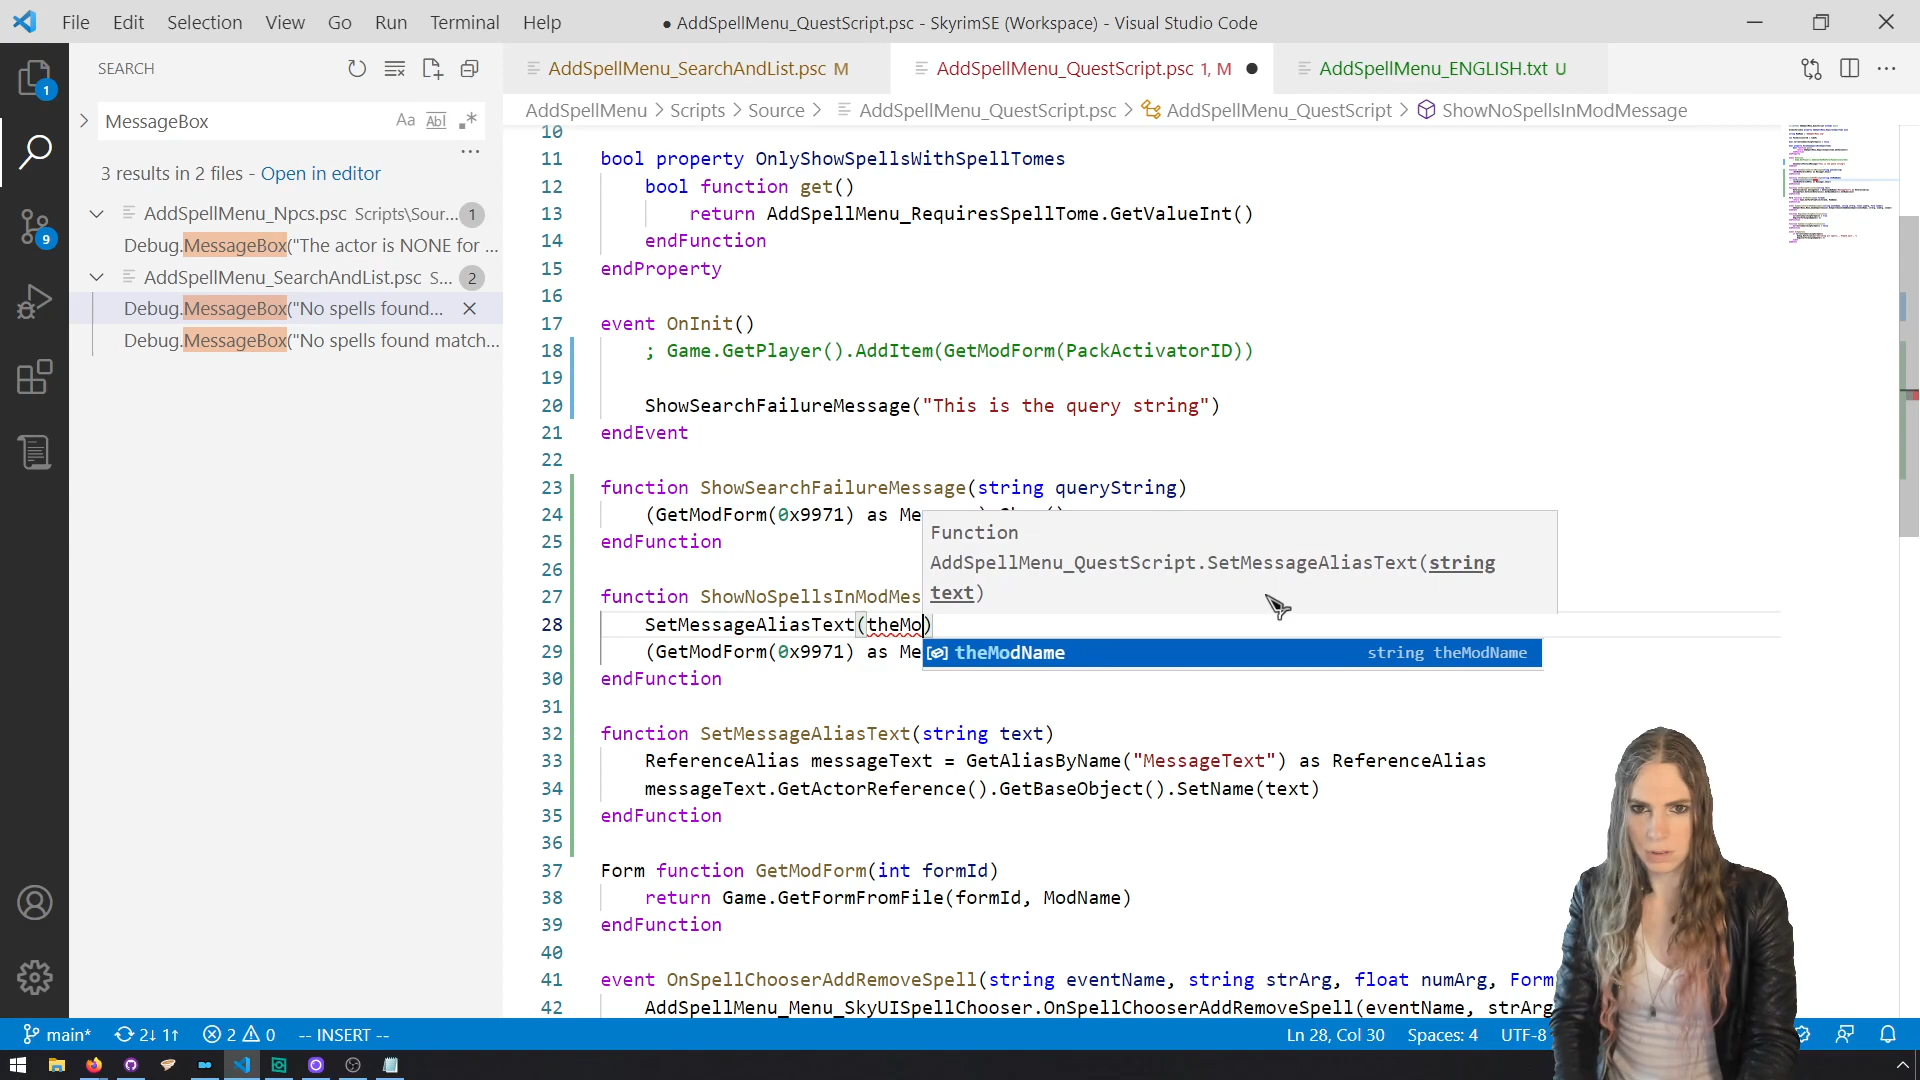 File Edit Selection View Go Run Terminal Help
● AddSpellMenu_QuestScript.psc - SkyrimSE (Workspace) - Visual Studio Code
SEARCH
AddSpellMenu_SearchAndList.psc M
AddSpellMenu_QuestScript.psc 1, M ●
AddSpellMenu_ENGLISH.txt U
AddSpellMenu > Scripts > Source > AddSpellMenu_QuestScript.psc > AddSpellMenu_QuestScript > ShowNoSpellsInModMessage
MessageBox
Aa Abl .*
...
3 results in 2 files - Open in editor
AddSpellMenu_Npcs.psc Scripts\Sour... 1
Debug.MessageBox("The actor is NONE for ...
AddSpellMenu_SearchAndList.psc S... 2
Debug.MessageBox("No spells found...
Debug.MessageBox("No spells found match...
1
9
10
11 bool property OnlyShowSpellsWithSpellTomes
12 bool function get()
13 return AddSpellMenu_RequiresSpellTome.GetValueInt()
14 endFunction
15 endProperty
16
17 event OnInit()
18 ; Game.GetPlayer().AddItem(GetModForm(PackActivatorID))
19
20 ShowSearchFailureMessage("This is the query string")
21 endEvent
22
23 function ShowSearchFailureMessage(string queryString)
24 (GetModForm(0x9971) as Me
25 endFunction
26
27 function ShowNoSpellsInModMes
28 SetMessageAliasText(theMo)
29 (GetModForm(0x9971) as Me
30 endFunction
31
32 function SetMessageAliasText(string text)
33 ReferenceAlias messageText = GetAliasByName("MessageText") as ReferenceAlias
34 messageText.GetActorReference().GetBaseObject().SetName(text)
35 endFunction
36
37 Form function GetModForm(int formId)
38 return Game.GetFormFromFile(formId, ModName)
39 endFunction
40
41 event OnSpellChooserAddRemoveSpell(string eventName, string strArg, float numArg, Form
42 AddSpellMenu_Menu_SkyUISpellChooser.OnSpellChooserAddRemoveSpell(eventName, strArg
Function
AddSpellMenu_QuestScript.SetMessageAliasText(string
text)
theModName string theModName
main* 2↓ 1↑ 2 0 -- INSERT -- Ln 28, Col 30 Spaces: 4 UTF-8